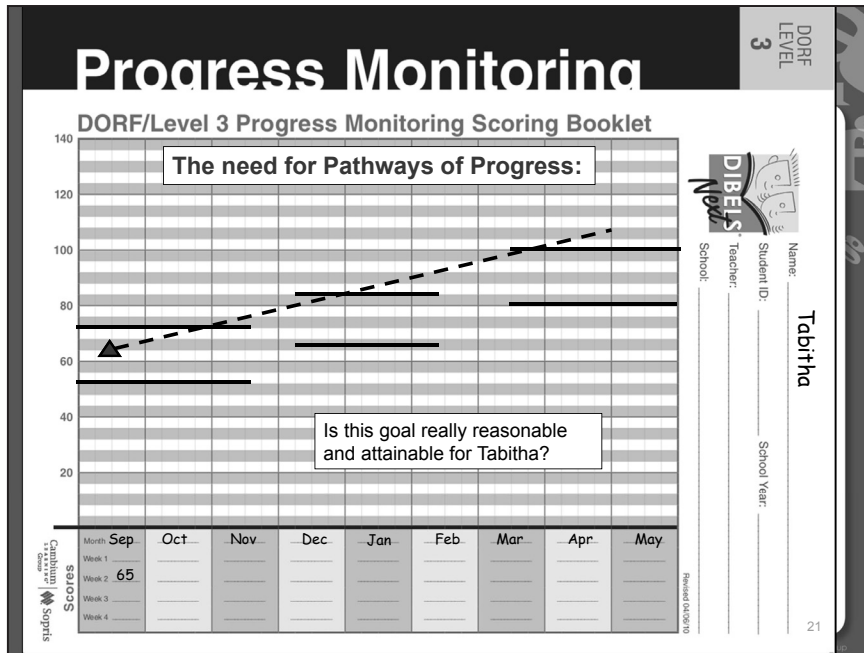 Progress Monitoring
DORF
LEVEL
3
DORF/Level 3 Progress Monitoring Scoring Booklet
The need for Pathways of Progress:
140
120
100
80
60
40
20
Is this goal really reasonable
and attainable for Tabitha?
Month Sep Oct Nov Dec Jan Feb Mar Apr May
Week 1
Week 2 65
Week 3
Week 4
Scores
Cambium
LEARNING
Group
Sopris
Revised 04/06/10
DIBELS
Next
Name: Tabitha
Student ID: School Year:
Teacher:
School:
21